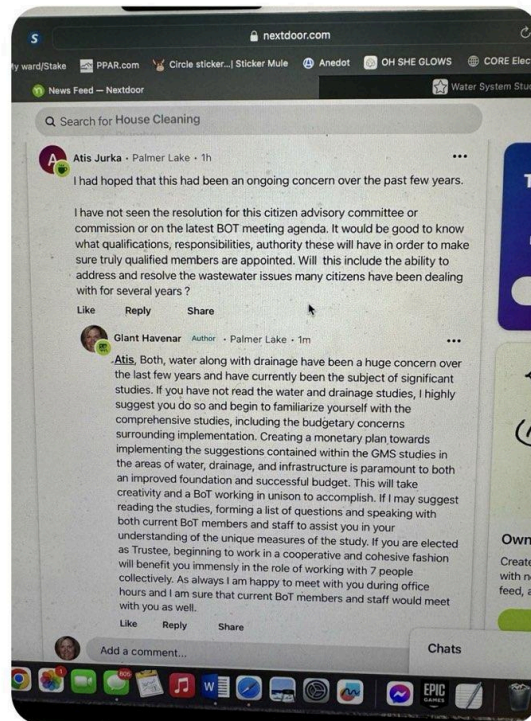 S
nextdoor.com
ty ward/Stake PPAR.com Circle sticker...| Sticker Mule Anedot OH SHE GLOWS CORE Elec
News Feed — Nextdoor Water System Stu
Search for House Cleaning
A
Atis Jurka • Palmer Lake • 1h
I had hoped that this had been an ongoing concern over the past few years.
I have not seen the resolution for this citizen advisory committee or
commission or on the latest BOT meeting agenda. It would be good to know
what qualifications, responsibilities, authority these will have in order to make
sure truly qualified members are appointed. Will this include the ability to
address and resolve the wastewater issues many citizens have been dealing
with for several years ?
Like Reply Share
Glant Havenar Author • Palmer Lake • 1m
Atis, Both, water along with drainage have been a huge concern over
the last few years and have currently been the subject of significant
studies. If you have not read the water and drainage studies, I highly
suggest you do so and begin to familiarize yourself with the
comprehensive studies, including the budgetary concerns
surrounding implementation. Creating a monetary plan towards
implementing the suggestions contained within the GMS studies in
the areas of water, drainage, and infrastructure is paramount to both
an improved foundation and successful budget. This will take
creativity and a BoT working in unison to accomplish. If I may suggest
reading the studies, forming a list of questions and speaking with
both current BoT members and staff to assist you in your
understanding of the unique measures of the study. If you are elected
as Trustee, beginning to work in a cooperative and cohesive fashion
will benefit you immensely in the role of working with 7 people
collectively. As always I am happy to meet with you during office
hours and I am sure that current BoT members and staff would meet
with you as well.
Like Reply Share
Add a comment...
T
Own
Create
with n
feed, a
Chats
W
EPIC
GAMES